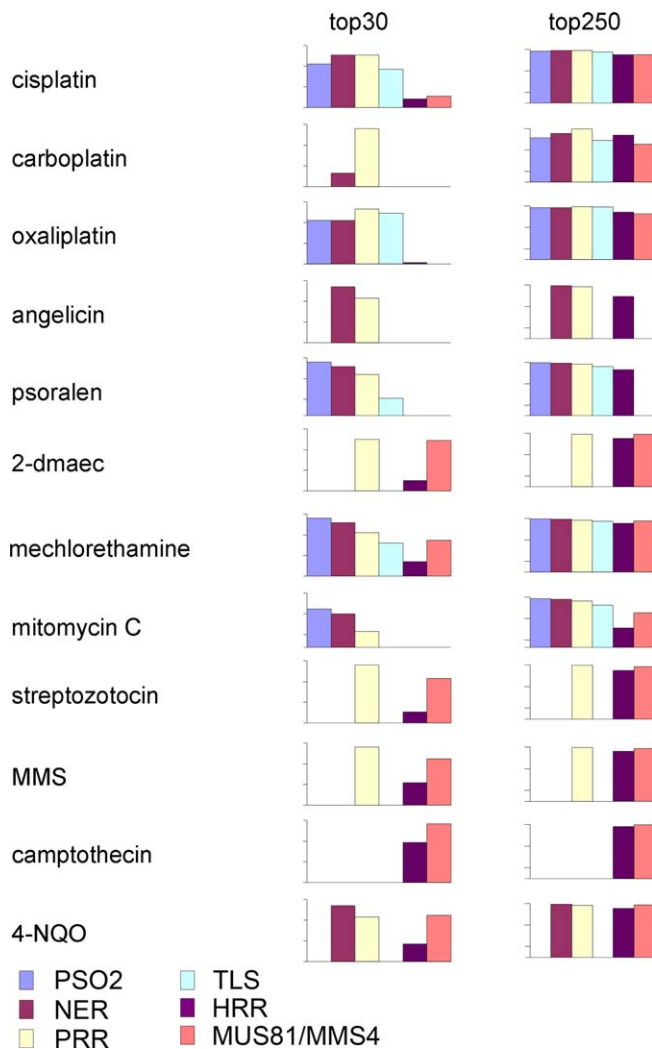 top30 top250
cisplatin
carboplatin
oxaliplatin
angelicin
psoralen
2-dmaec
mechlorethamine
mitomycin C
streptozotocin
MMS
camptothecin
4-NQO
PSO2 TLS
NER HRR
PRR MUS81/MMS4